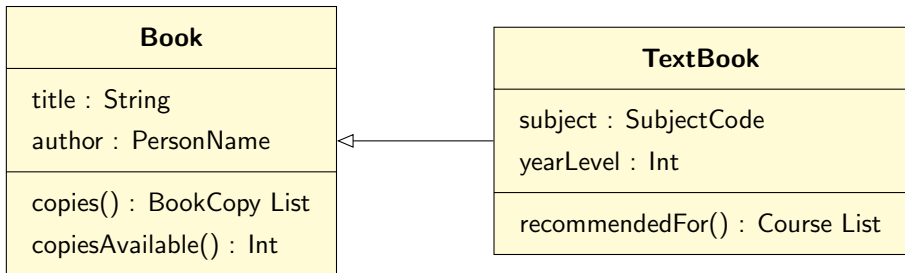 Book
title : String
author : PersonName
copies() : BookCopy List
copiesAvailable() : Int
TextBook
subject : SubjectCode
yearLevel : Int
recommendedFor() : Course List